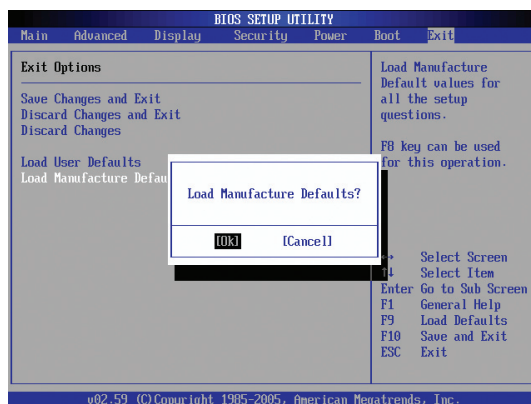 BIOS SETUP UTILITY
Main Advanced Display Security Power Boot Exit
Exit Options
Save Changes and Exit
Discard Changes and Exit
Discard Changes
Load User Defaults
Load Manufacture Defau
Load Manufacture Defaults?
[Ok] [Cancel]
Load Manufacture
Default values for
all the setup
questions.
F8 key can be used
for this operation.
↔ Select Screen
↑↓ Select Item
Enter Go to Sub Screen
F1 General Help
F9 Load Defaults
F10 Save and Exit
ESC Exit
v02.59 (C)Copyright 1985-2005, American Megatrends, Inc.